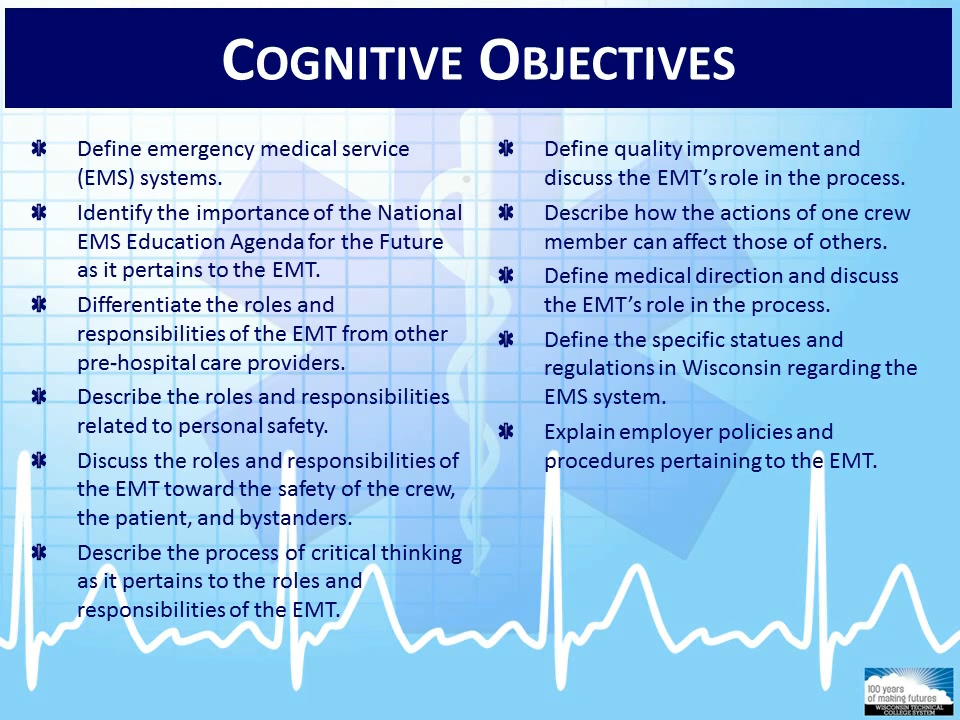 COGNITIVE OBJECTIVES
Define emergency medical service
(EMS) systems.
Identify the importance of the National
EMS Education Agenda for the Future
as it pertains to the EMT.
Differentiate the roles and
responsibilities of the EMT from other
pre-hospital care providers.
Describe the roles and responsibilities
related to personal safety.
Discuss the roles and responsibilities of
the EMT toward the safety of the crew,
the patient, and bystanders.
Describe the process of critical thinking
as it pertains to the roles and
responsibilities of the EMT.
Define quality improvement and
discuss the EMT’s role in the process.
Describe how the actions of one crew
member can affect those of others.
Define medical direction and discuss
the EMT’s role in the process.
Define the specific statues and
regulations in Wisconsin regarding the
EMS system.
Explain employer policies and
procedures pertaining to the EMT.
100 years
of making futures
WISCONSIN TECHNICAL
COLLEGE SYSTEM